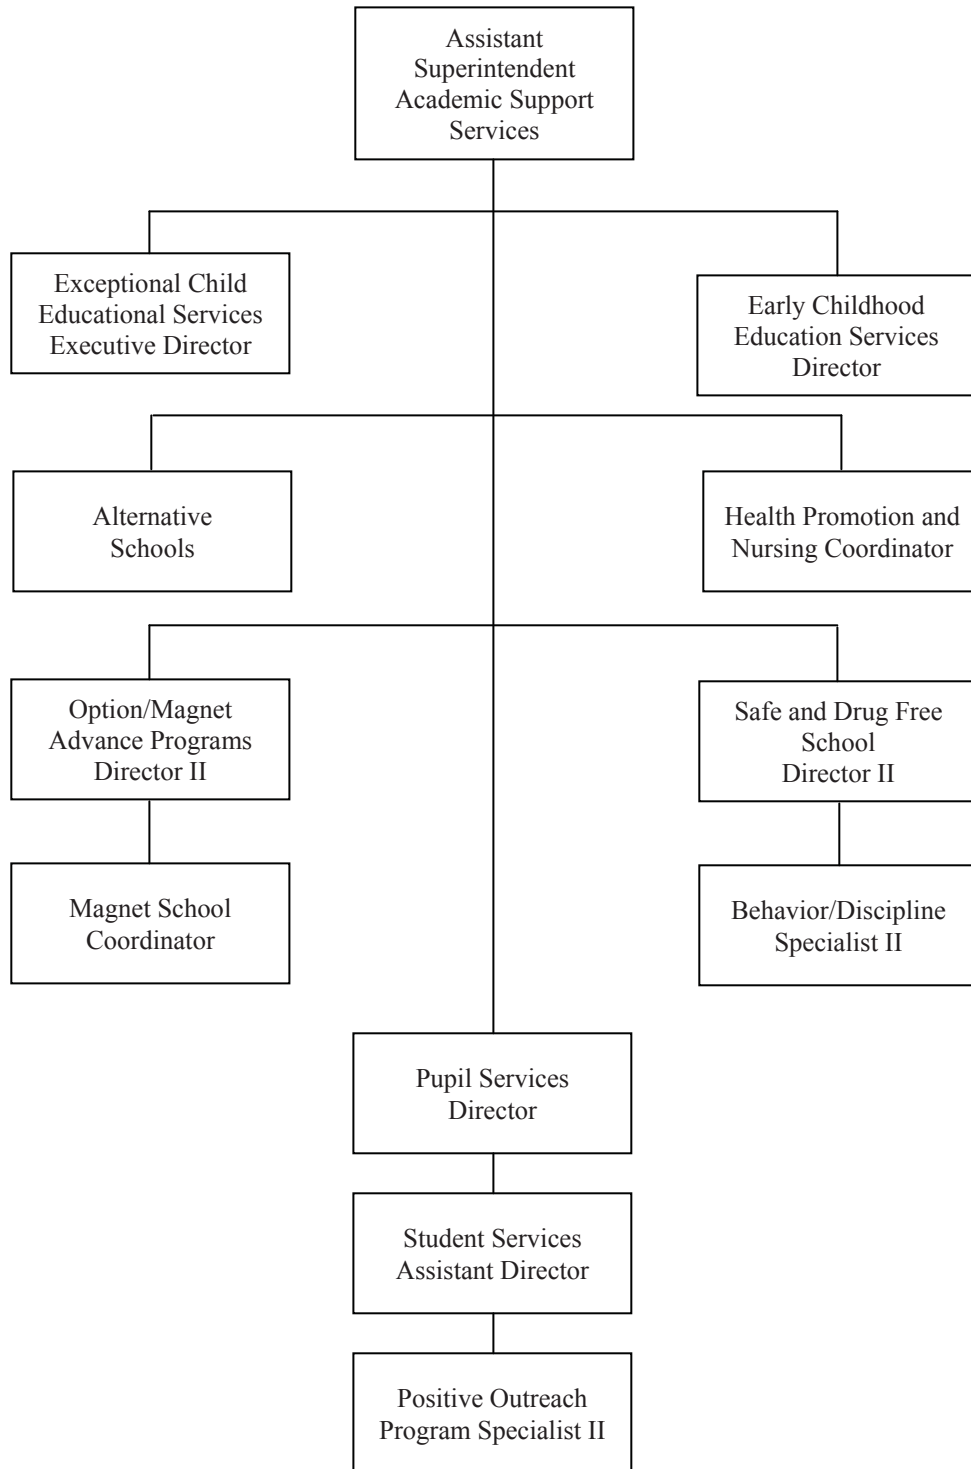 Assistant
Superintendent
Academic Support
Services
Exceptional Child
Educational Services
Executive Director
Early Childhood
Education Services
Director
Alternative
Schools
Health Promotion and
Nursing Coordinator
Option/Magnet
Advance Programs
Director II
Safe and Drug Free
School
Director II
Magnet School
Coordinator
Behavior/Discipline
Specialist II
Pupil Services
Director
Student Services
Assistant Director
Positive Outreach
Program Specialist II